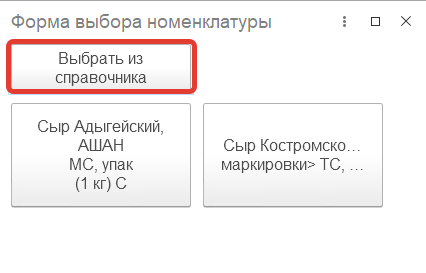 Форма выбора номенклатуры
Выбрать из
справочника
Сыр Адыгейский,
АШАН
МС, упак
(1 кг) С
Сыр Костромско...
маркировки> ТС, ...